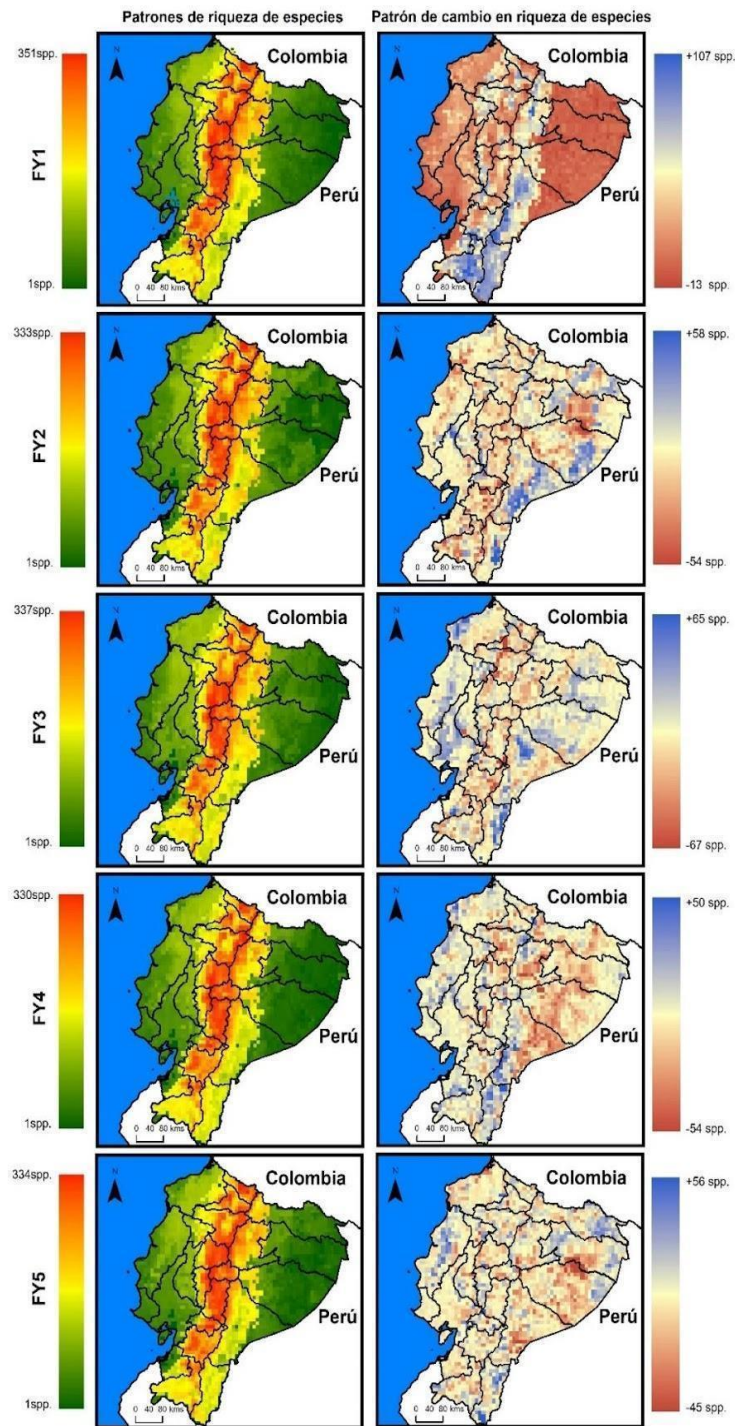 Patrones de riqueza de especies
Patrón de cambio en riqueza de especies
351spp.
FY1
1spp.
N
Colombia
Perú
0 40 80 kms
N
Colombia
Perú
0 40 80 kms
+107 spp.
-13 spp.
333spp.
FY2
1spp.
N
Colombia
Perú
0 40 80 kms
N
Colombia
Perú
0 40 80 kms
+58 spp.
-54 spp.
337spp.
FY3
1spp.
N
Colombia
Perú
0 40 80 kms
N
Colombia
Perú
0 40 80 kms
+65 spp.
-67 spp.
330spp.
FY4
1spp.
N
Colombia
Perú
0 40 80 kms
N
Colombia
Perú
0 40 80 kms
+50 spp.
-54 spp.
334spp.
FY5
1spp.
N
Colombia
Perú
0 40 80 kms
N
Colombia
Perú
0 40 80 kms
+56 spp.
-45 spp.